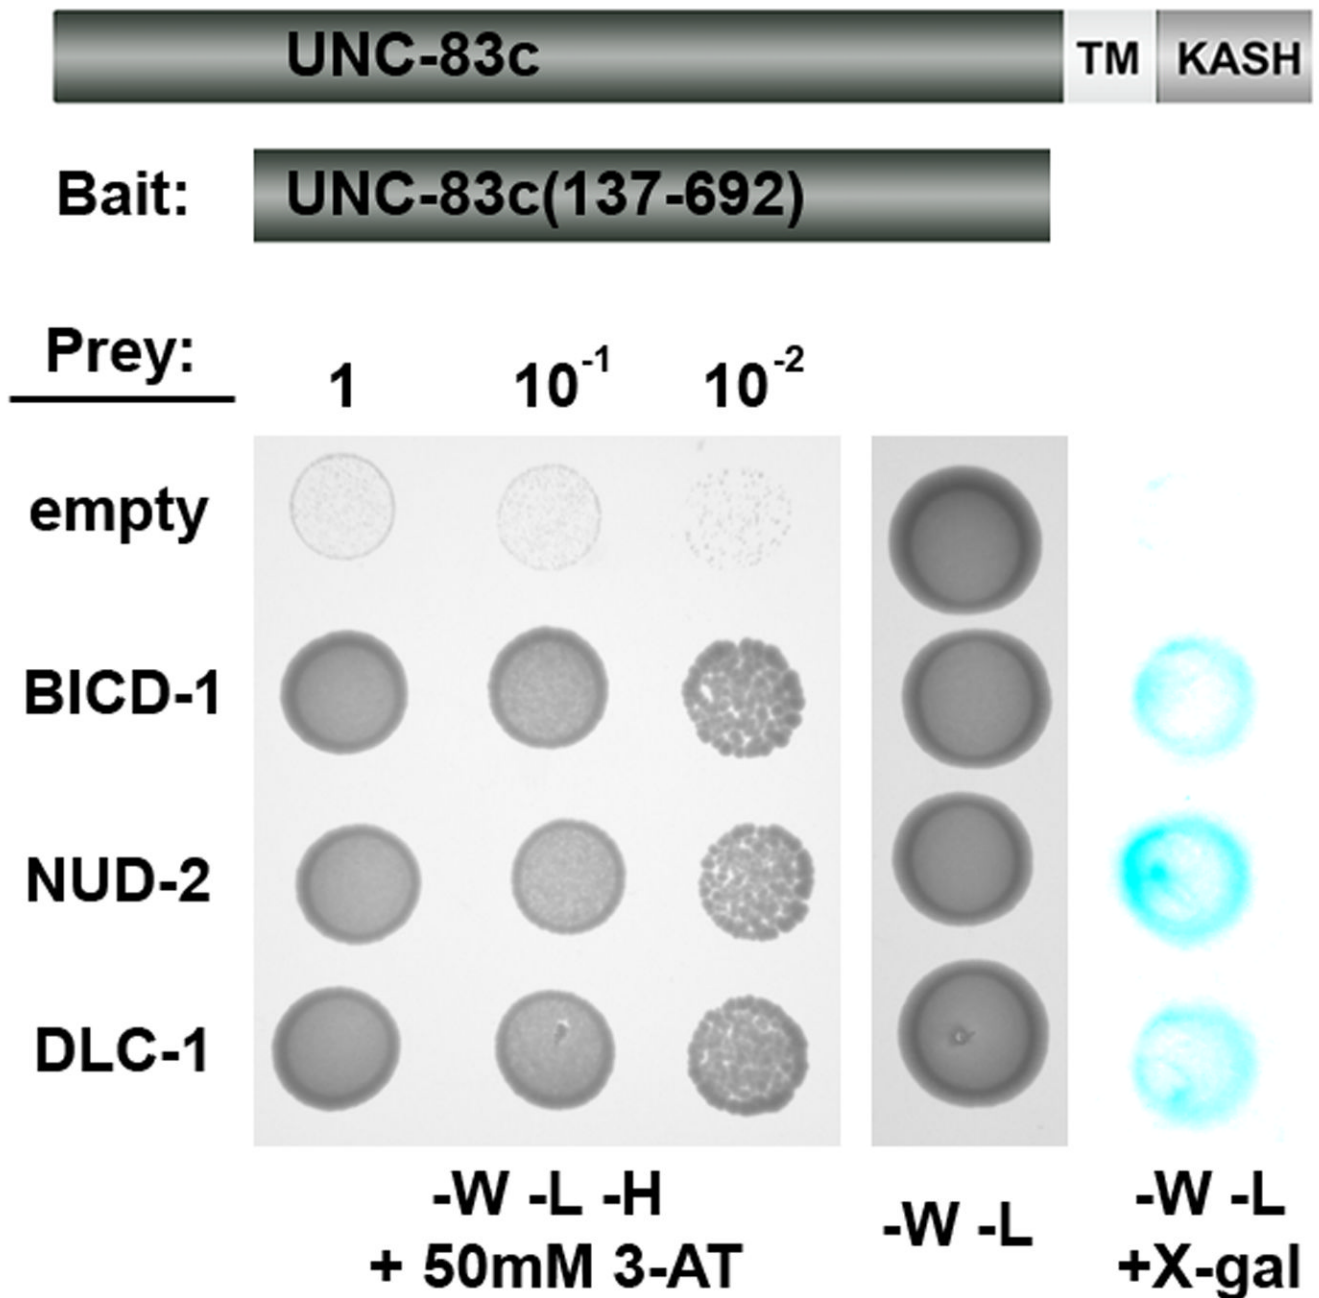 UNC-83c TM KASH
Bait: UNC-83c(137-692)
Prey:
1 10-1 10-2
empty
BICD-1
NUD-2
DLC-1
-W -L -H
+ 50mM 3-AT
-W -L
-W -L
+X-gal